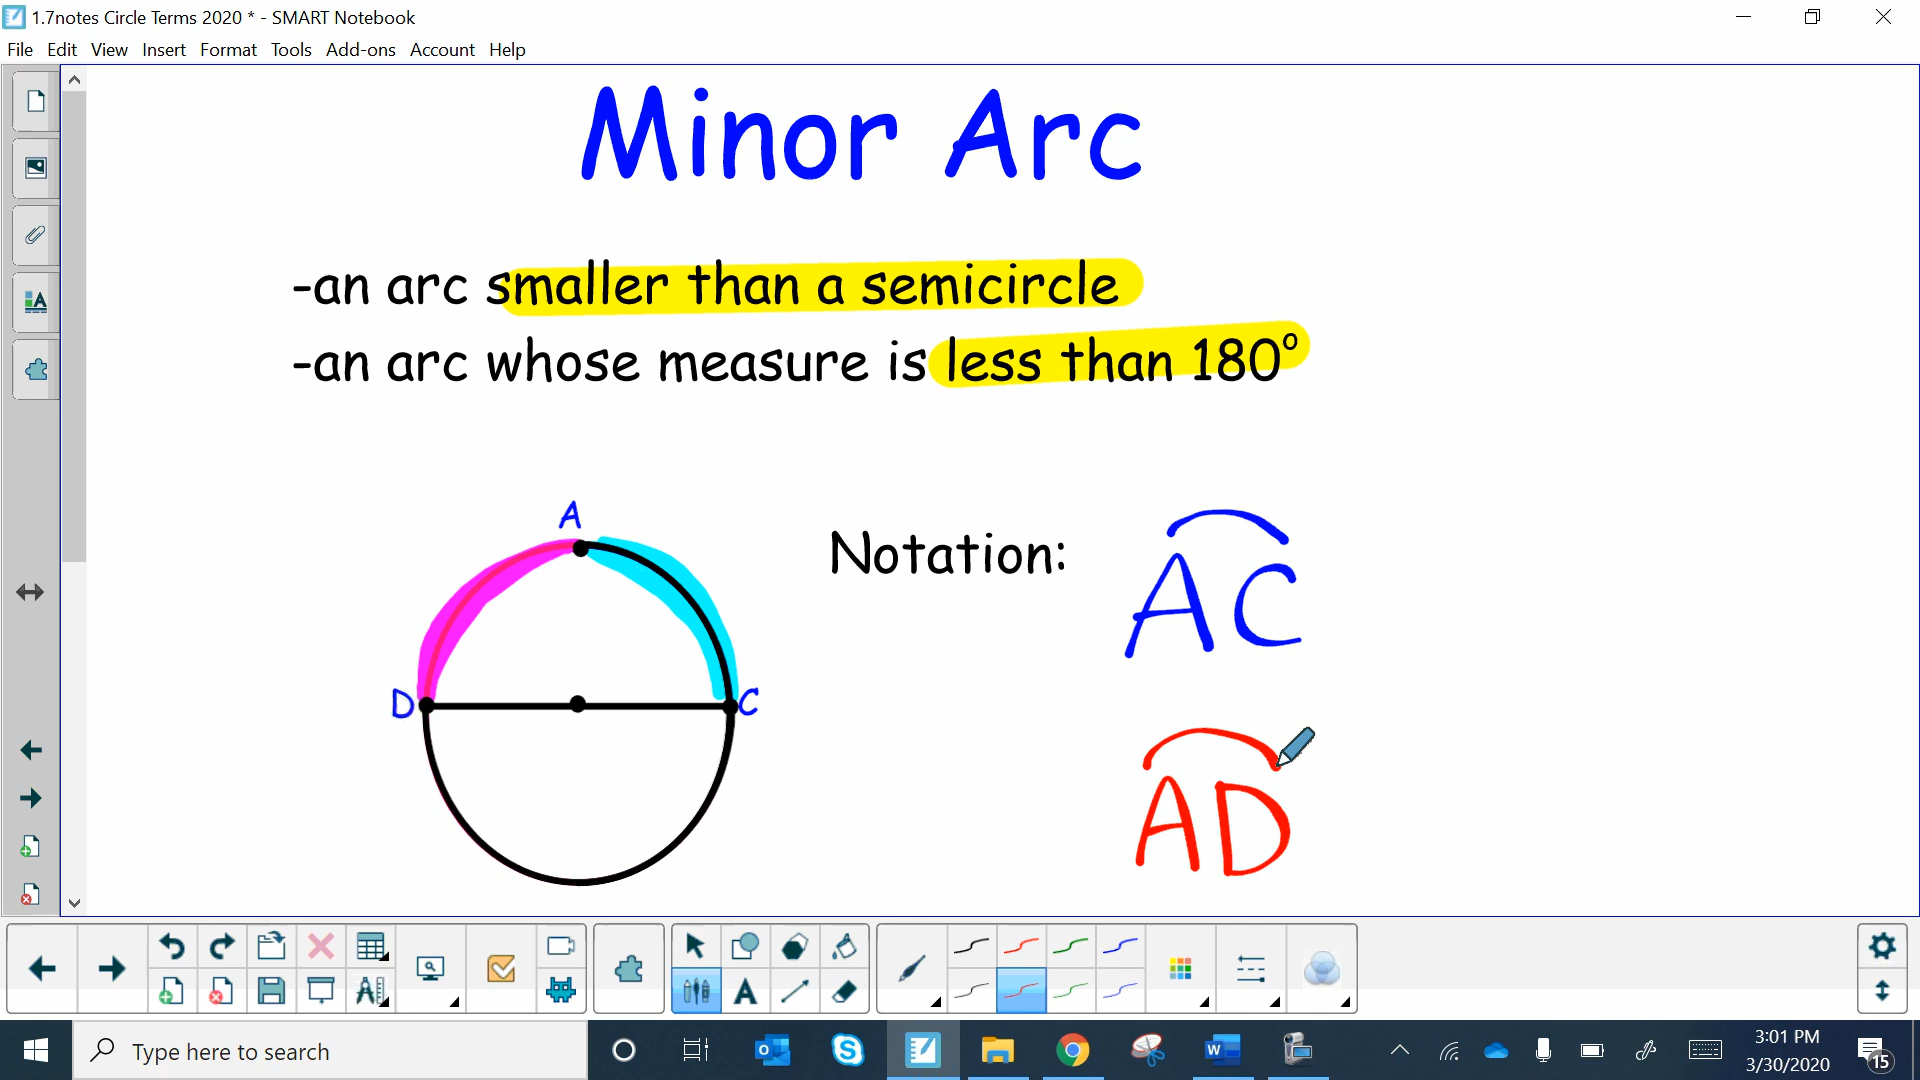 1.7notes Circle Terms 2020 * - SMART Notebook
File Edit View Insert Format Tools Add-ons Account Help
Minor Arc
-an arc smaller than a semicircle
-an arc whose measure is less than 180°
A
Notation:
AC
D
C
AD
Type here to search
3:01 PM
3/30/2020
15